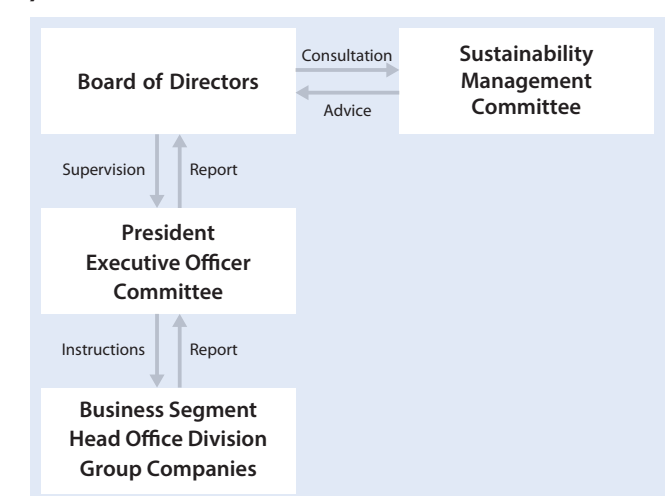 Board of Directors
Consultation
Advice
Sustainability
Management
Committee
Supervision
Report
President
Executive Officer
Committee
Instructions
Report
Business Segment
Head Office Division
Group Companies